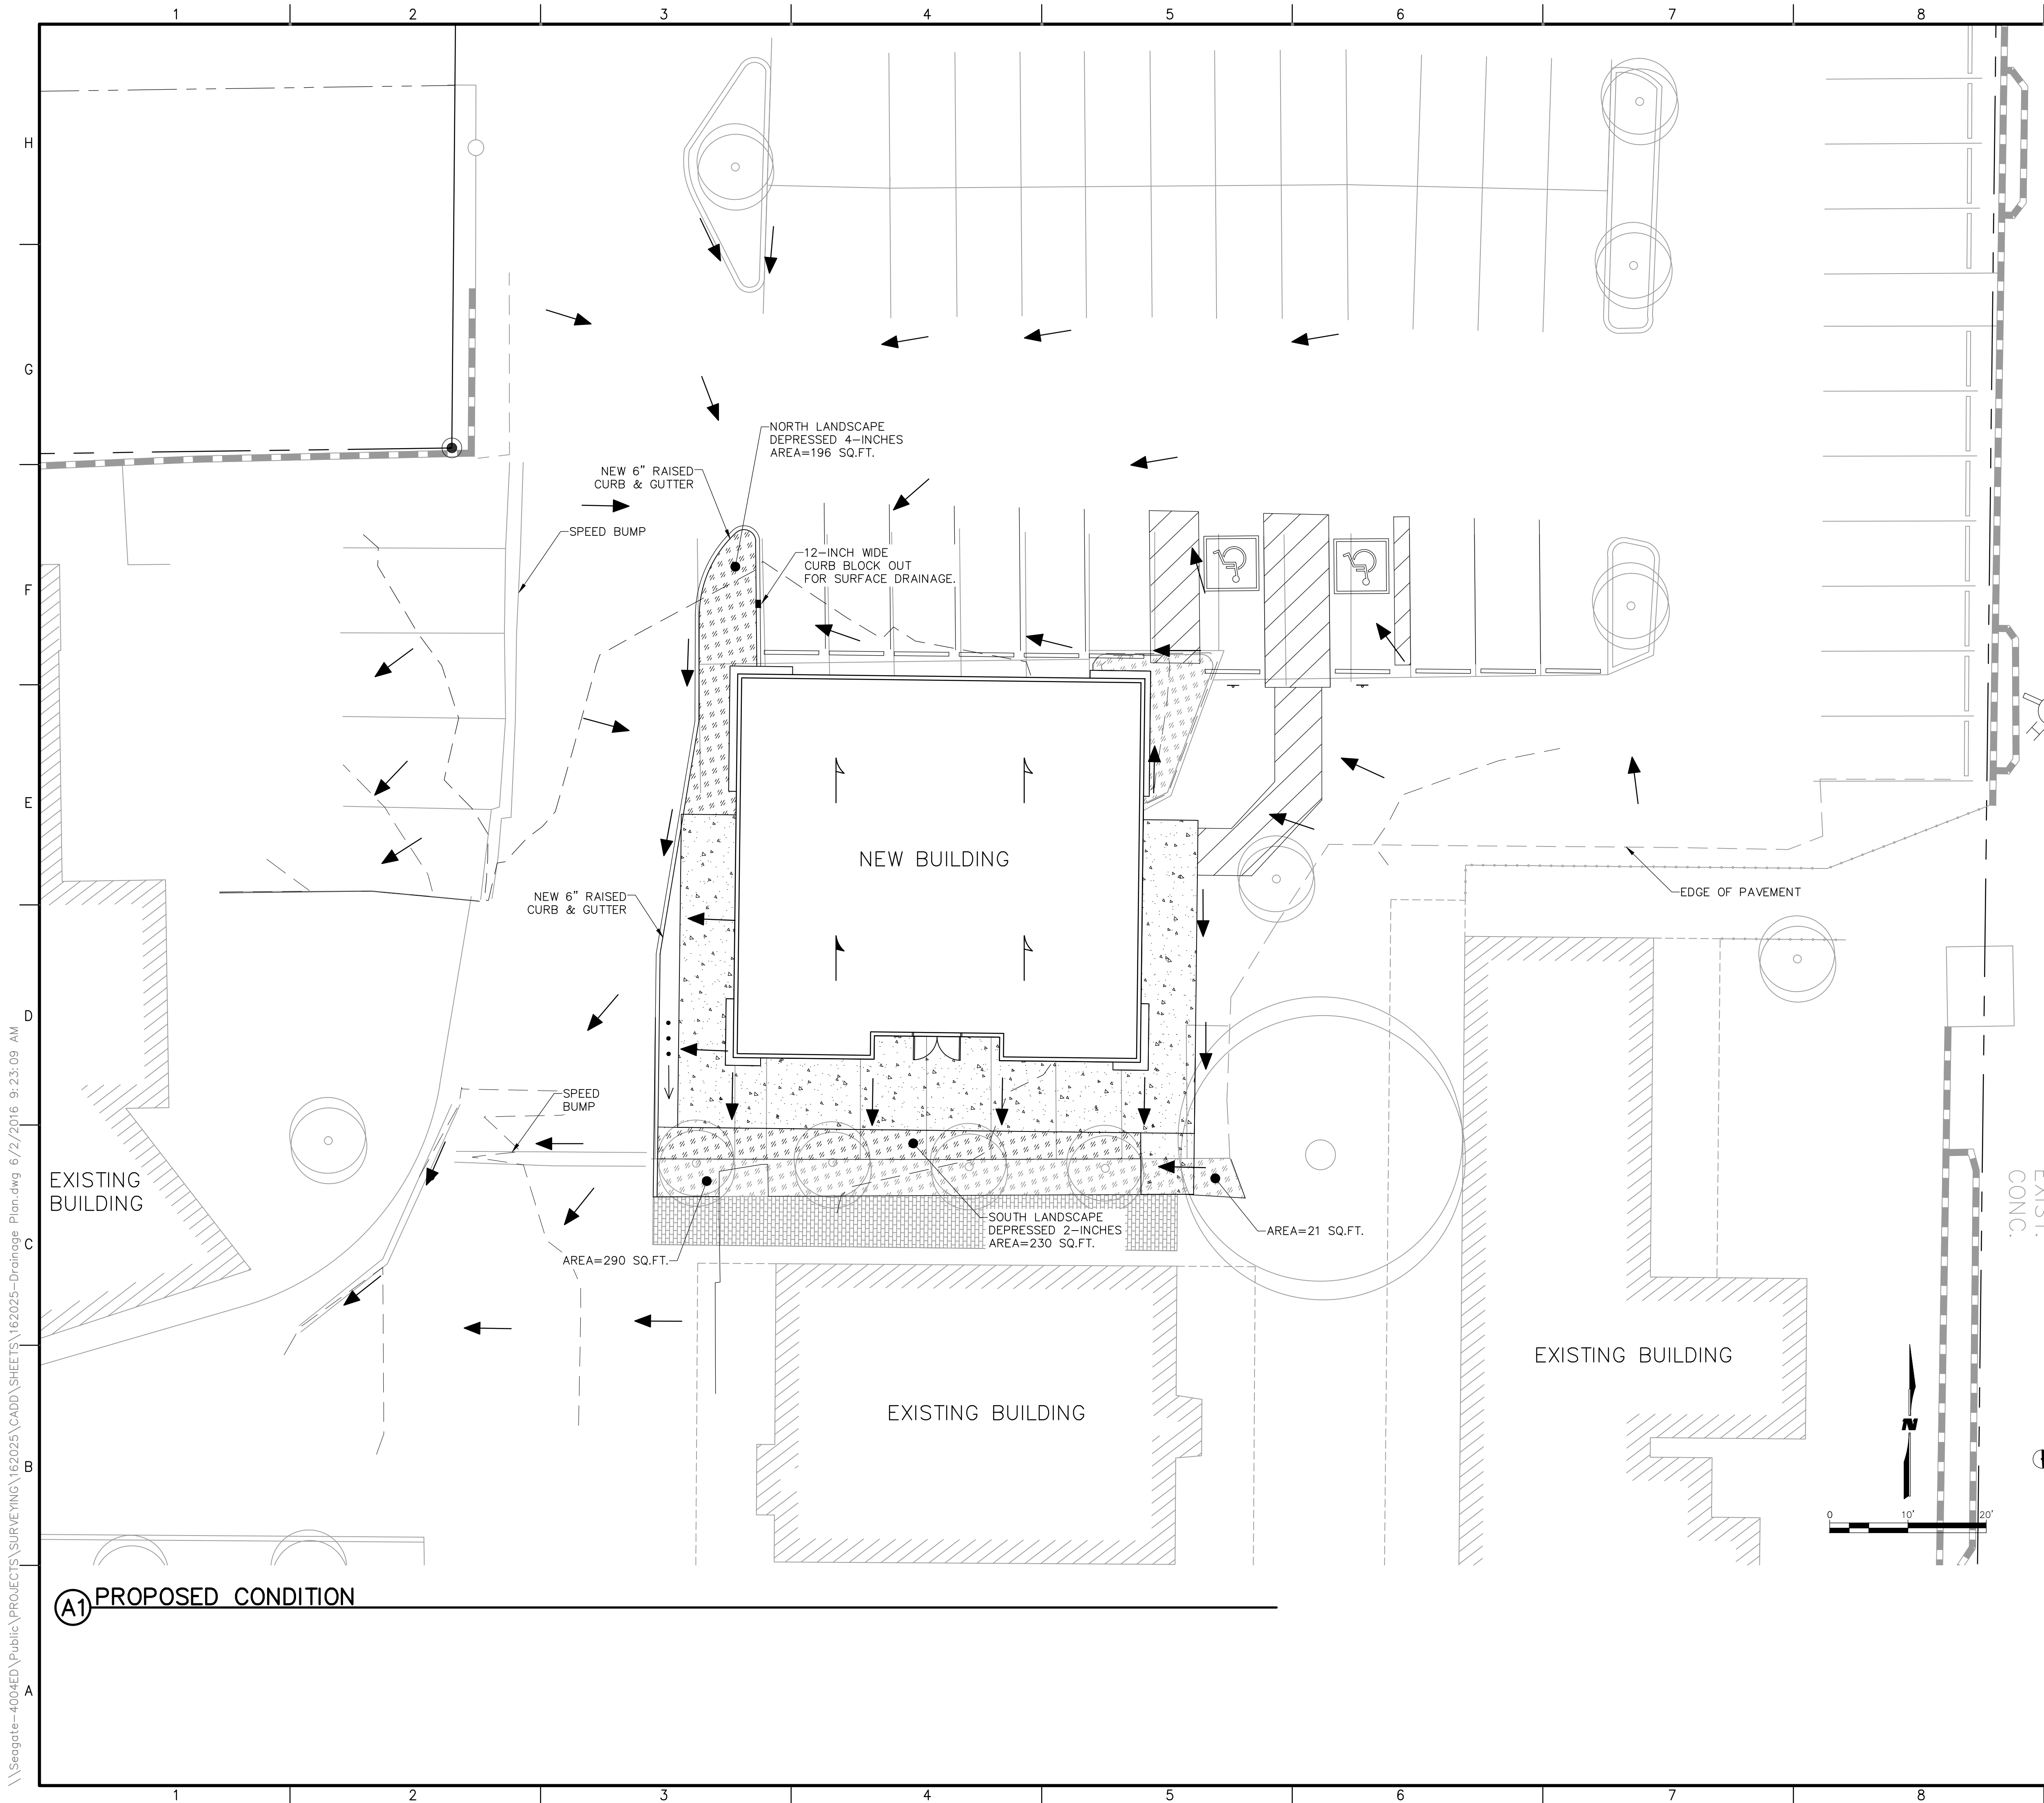 1 2 3 4 5 6 7 8
H
G
F
E
D
C
B
A
NORTH LANDSCAPE
DEPRESSED 4-INCHES
AREA=196 SQ.FT.
NEW 6" RAISED
CURB & GUTTER
SPEED BUMP
12-INCH WIDE
CURB BLOCK OUT
FOR SURFACE DRAINAGE.
NEW BUILDING
EDGE OF PAVEMENT
NEW 6" RAISED
CURB & GUTTER
SPEED
BUMP
EXISTING
BUILDING
SOUTH LANDSCAPE
DEPRESSED 2-INCHES
AREA=230 SQ.FT.
AREA=21 SQ.FT.
AREA=290 SQ.FT.
EXIST.
CONC.
EXISTING BUILDING
EXISTING BUILDING
N
0 10' 20'
A1 PROPOSED CONDITION
\\Seagate-4004ED\Public\PROJECTS\SURVEYING\162025\CADD\SHEETS\162025-Drainage Plan.dwg 6/2/2016 9:23:09 AM
1 2 3 4 5 6 7 8